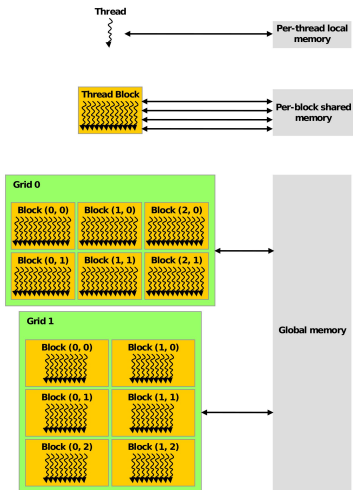 Thread
Per-thread local
memory
Thread Block
Per-block shared
memory
Grid 0
Block (0, 0) Block (1, 0) Block (2, 0)
Block (0, 1) Block (1, 1) Block (2, 1)
Grid 1
Global memory
Block (0, 0) Block (1, 0)
Block (0, 1) Block (1, 1)
Block (0, 2) Block (1, 2)